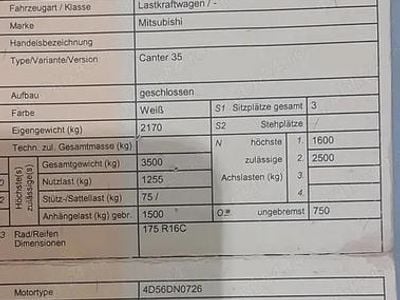 Fahrzeugart / Klasse Lastkraftwagen / -
Marke Mitsubishi
Handelsbezeichnung
Type/Variante/Version Canter 35
Aufbau geschlossen
Farbe Weiß S1 Sitzplätze gesamt 3
Eigengewicht (kg) 2170 S2 Stehplätze /
Techn. zul. Gesamtmasse (kg) N höchste 1. 1600
Höchste(s) zulässige(s) Gesamtgewicht (kg) 3500 zulässige 2. 2500
Nutzlast (kg) 1255 Achslasten (kg) 3.
Stütz-/Sattellast (kg) 75 / 4.
Anhängelast (kg) gebr. 1500 ungebremst 750
3 Rad/Reifen 175 R16C
Dimensionen
Motortype 4D56DN0726